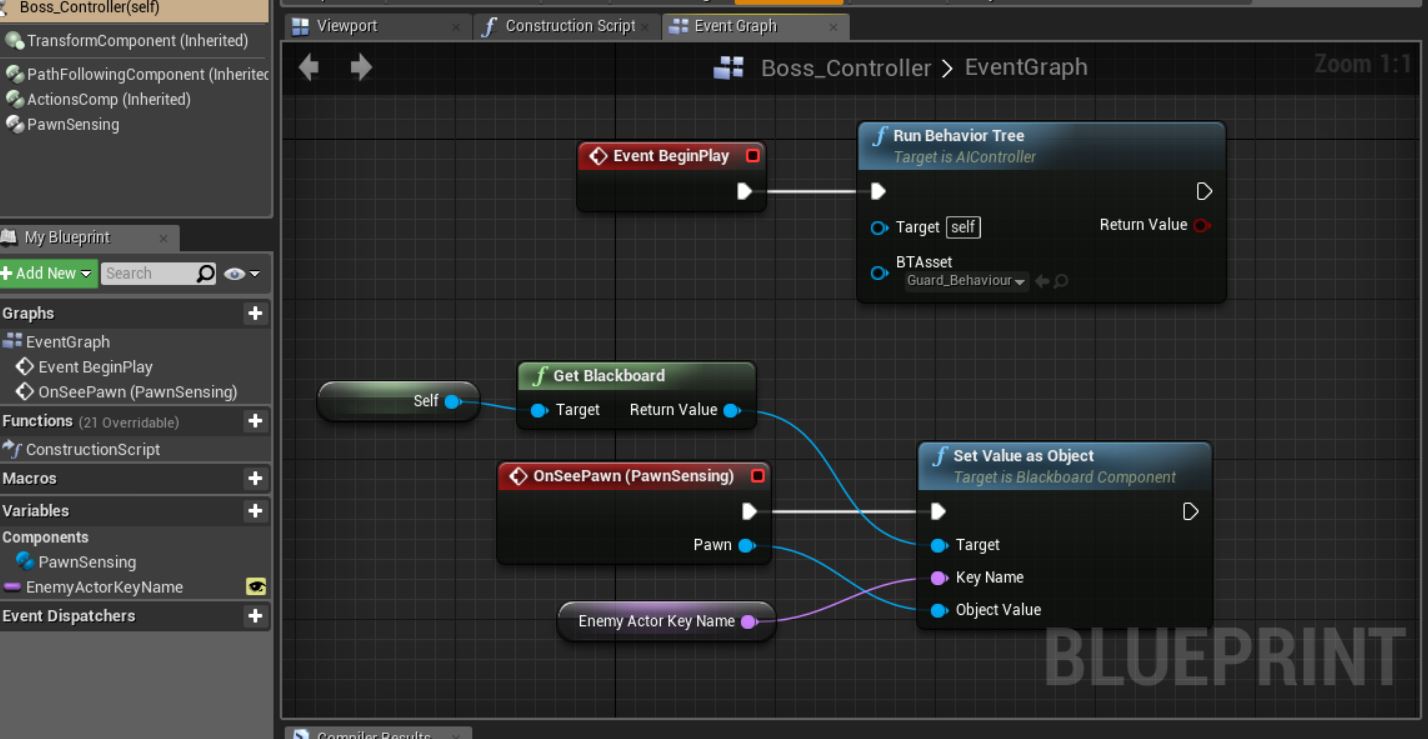 Boss_Controller(self)
TransformComponent (Inherited)
PathFollowingComponent (Inherited
ActionsComp (Inherited)
PawnSensing
My Blueprint
Add New
Search
Graphs
EventGraph
Event BeginPlay
OnSeePawn (PawnSensing)
Functions (21 Overridable)
ConstructionScript
Macros
Variables
Components
PawnSensing
EnemyActorKeyName
Event Dispatchers
Viewport
Construction Script
Event Graph
Boss_Controller > EventGraph
Zoom 1:1
Event BeginPlay
Run Behavior Tree
Target is AIController
Target self
Return Value
BTAsset
Guard_Behaviour
Self
Get Blackboard
Target Return Value
OnSeePawn (PawnSensing)
Pawn
Enemy Actor Key Name
Set Value as Object
Target is Blackboard Component
Target
Key Name
Object Value
BLUEPRINT
Compiler Results